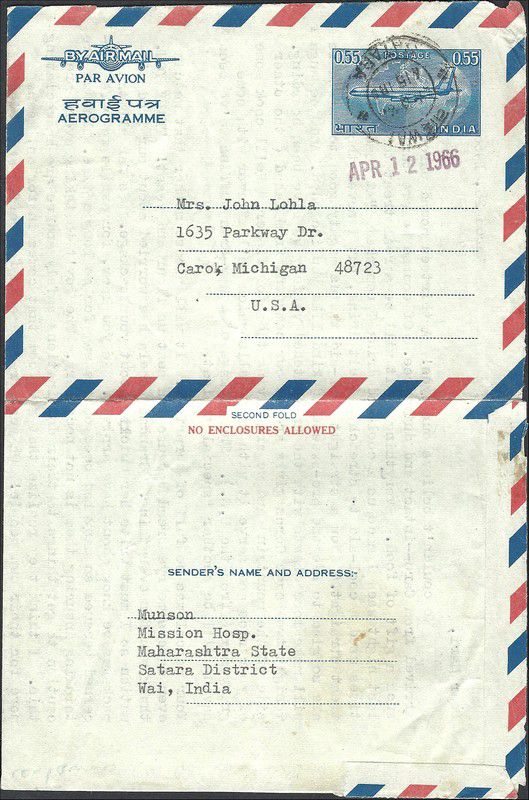 BY AIR MAIL
PAR AVION
हवाई पत्र
AEROGRAMME
0.55 POSTAGE 0.55
भारत INDIA
APR 12 1966
Mrs. John Lohla
1635 Parkway Dr.
Caro, Michigan 48723
U.S.A.
SECOND FOLD
NO ENCLOSURES ALLOWED
SENDER'S NAME AND ADDRESS:-
Munson
Mission Hosp.
Maharashtra State
Satara District
Wai, India